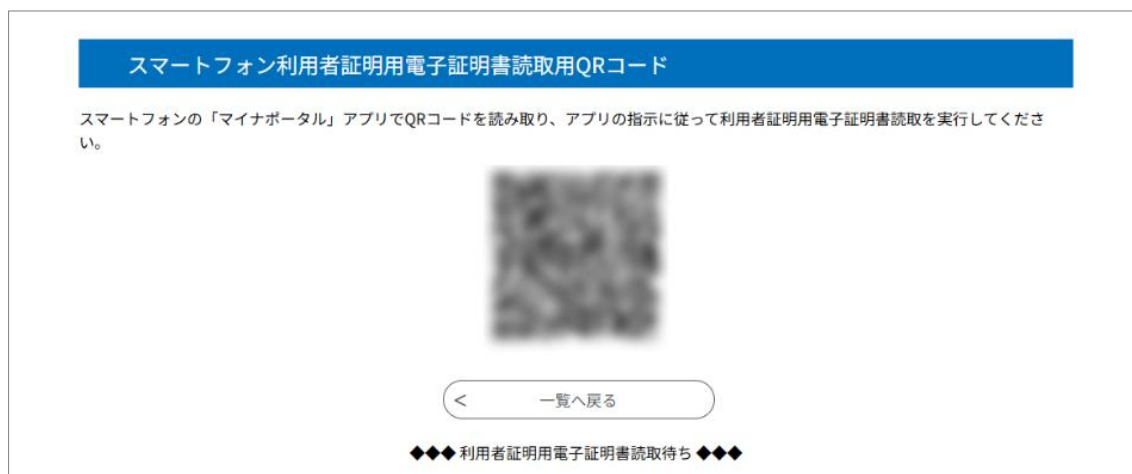 スマートフォン利用者証明用電子証明書読取用QRコード
スマートフォンの「マイナポータル」アプリでQRコードを読み取り、アプリの指示に従って利用者証明用電子証明書読取を実行してくださ
い。
< 一覧へ戻る
◆◆◆ 利用者証明用電子証明書読取待ち ◆◆◆